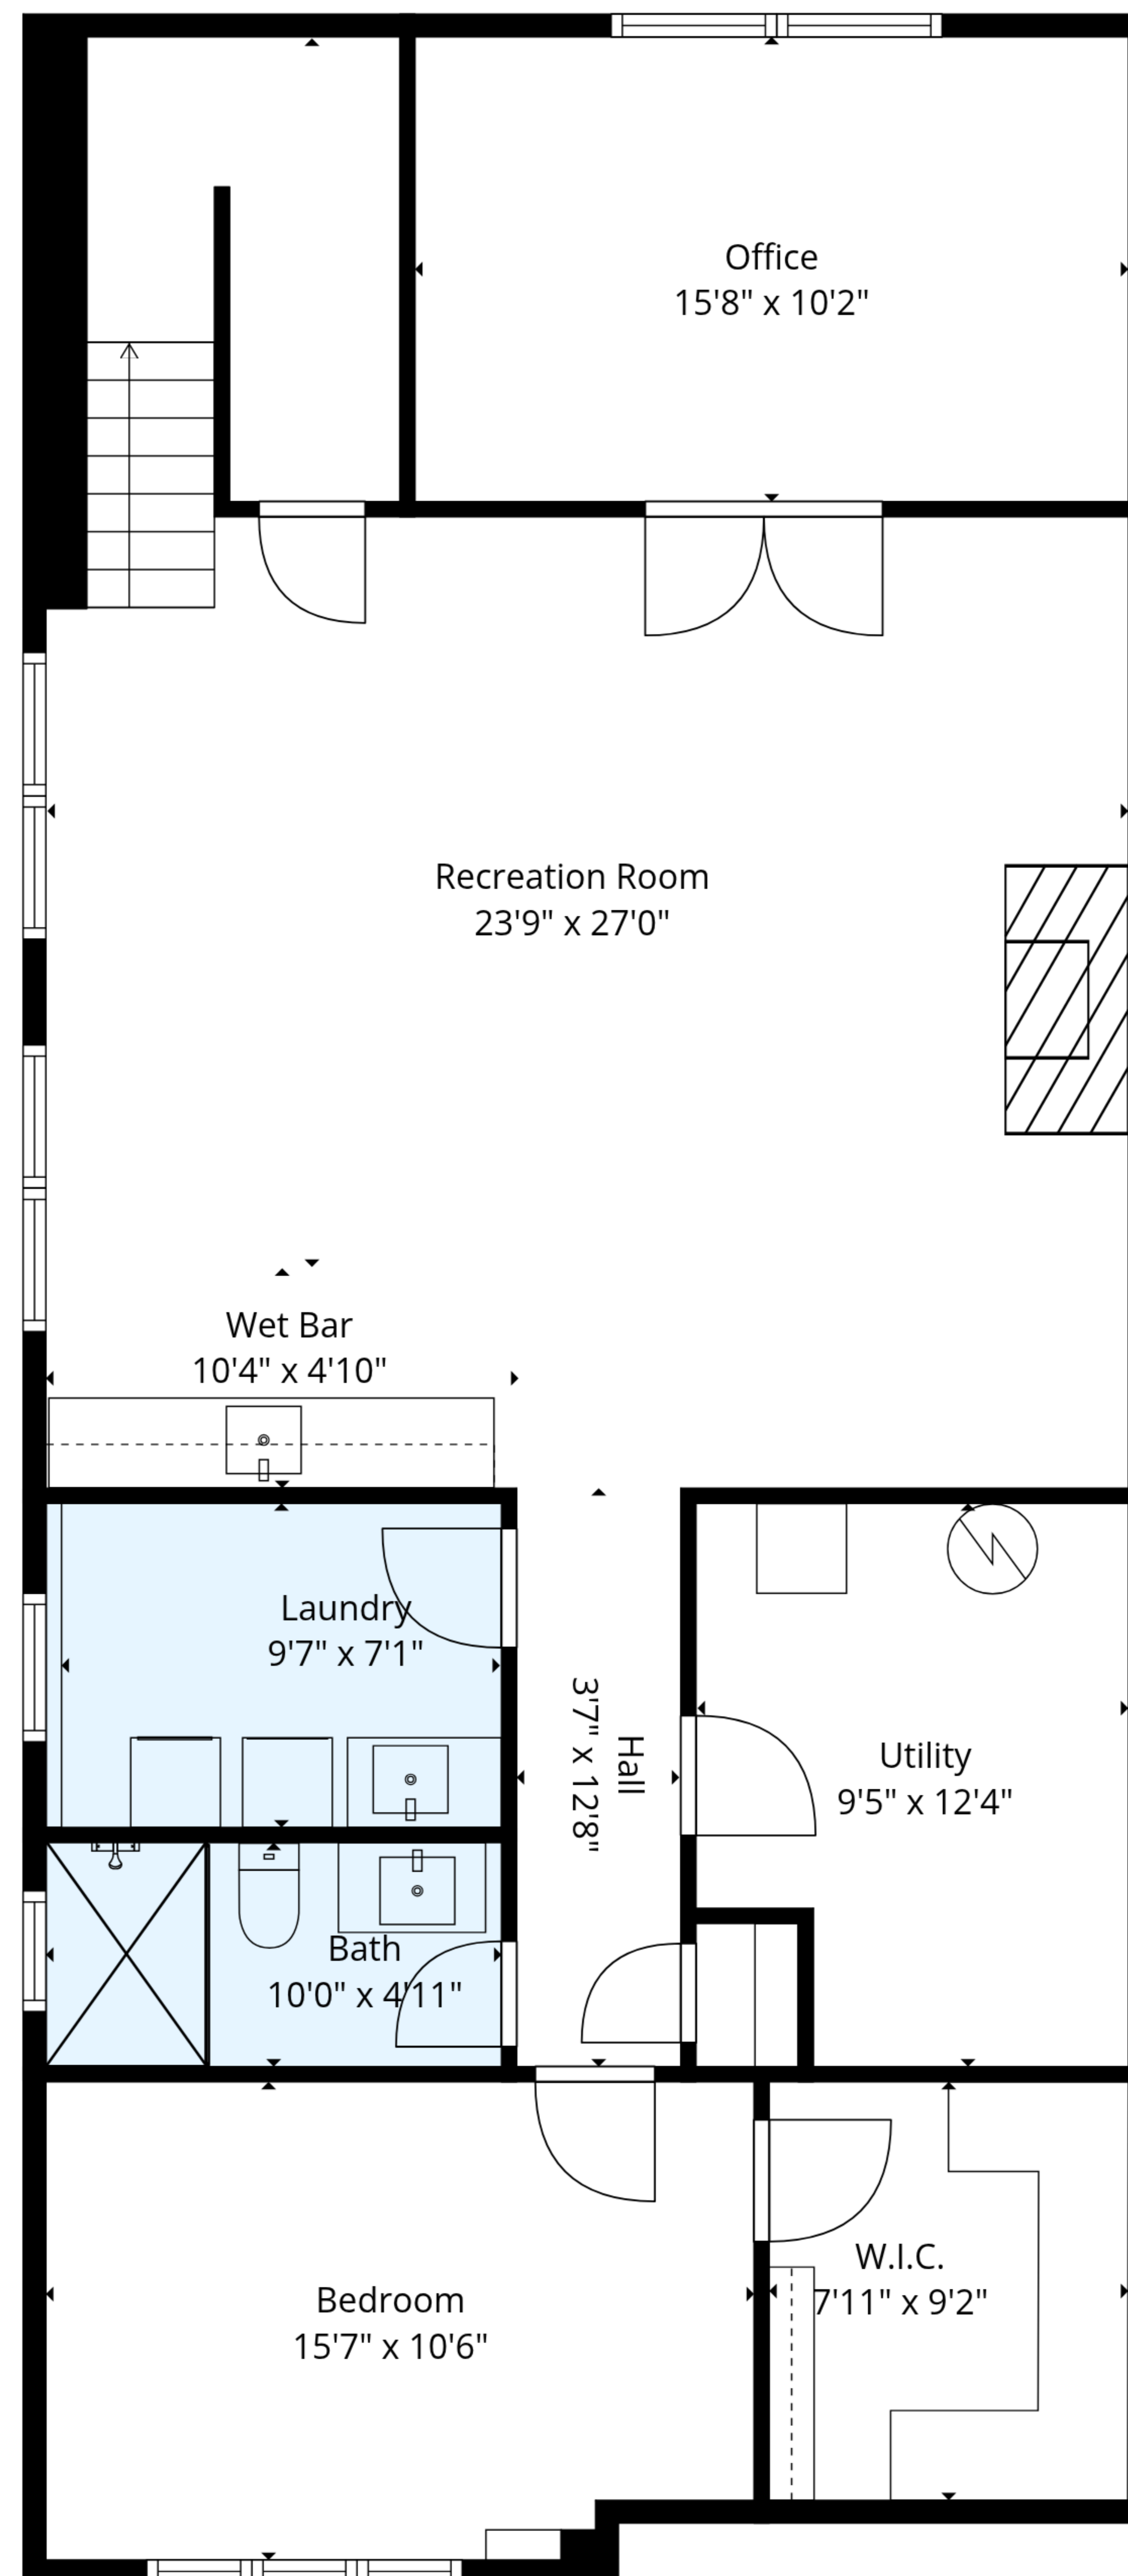 Office
15'8" x 10'2"
Recreation Room
23'9" x 27'0"
Wet Bar
10'4" x 4'10"
Laundry
9'7" x 7'1"
Hall
3'7" x 12'8"
Utility
9'5" x 12'4"
Bath
10'0" x 4'11"
W.I.C.
7'11" x 9'2"
Bedroom
15'7" x 10'6"